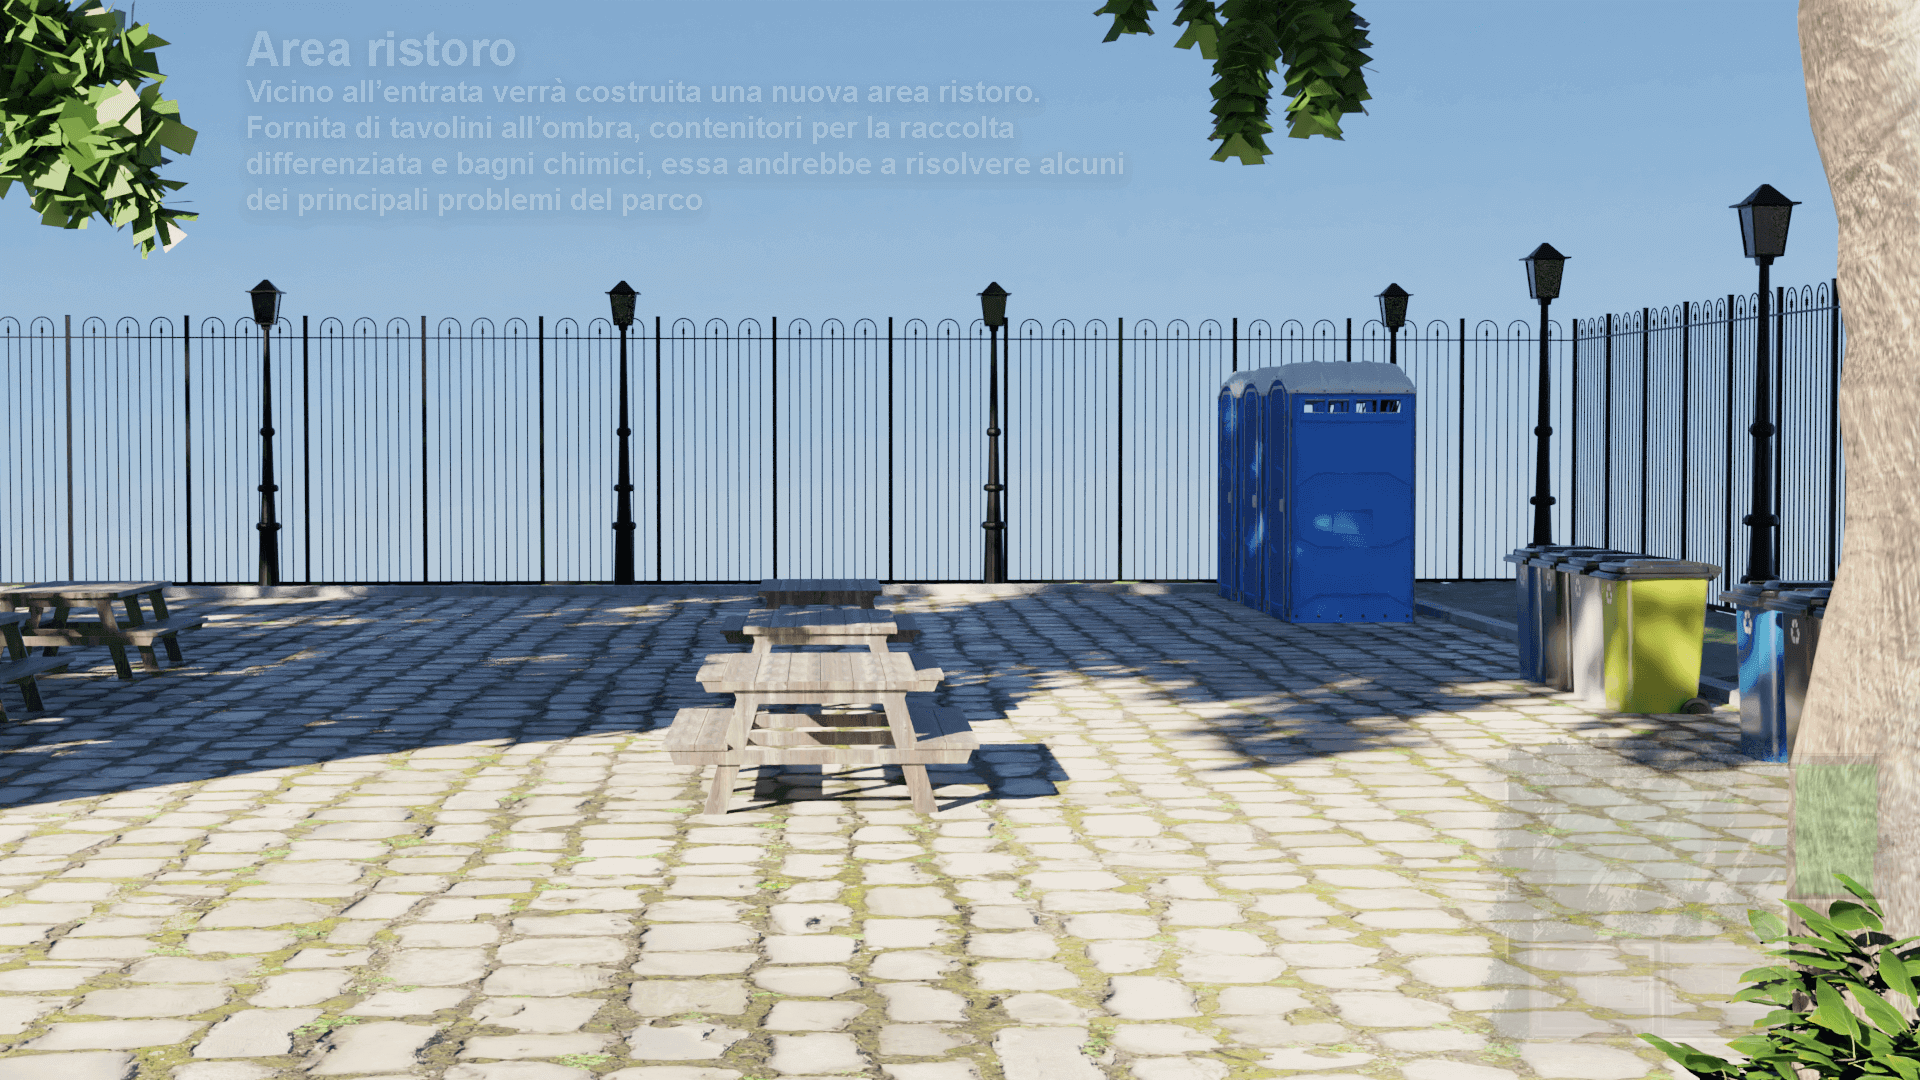 Area ristoro
Vicino all’entrata verrà costruita una nuova area ristoro.
Fornita di tavolini all’ombra, contenitori per la raccolta
differenziata e bagni chimici, essa andrebbe a risolvere alcuni
dei principali problemi del parco